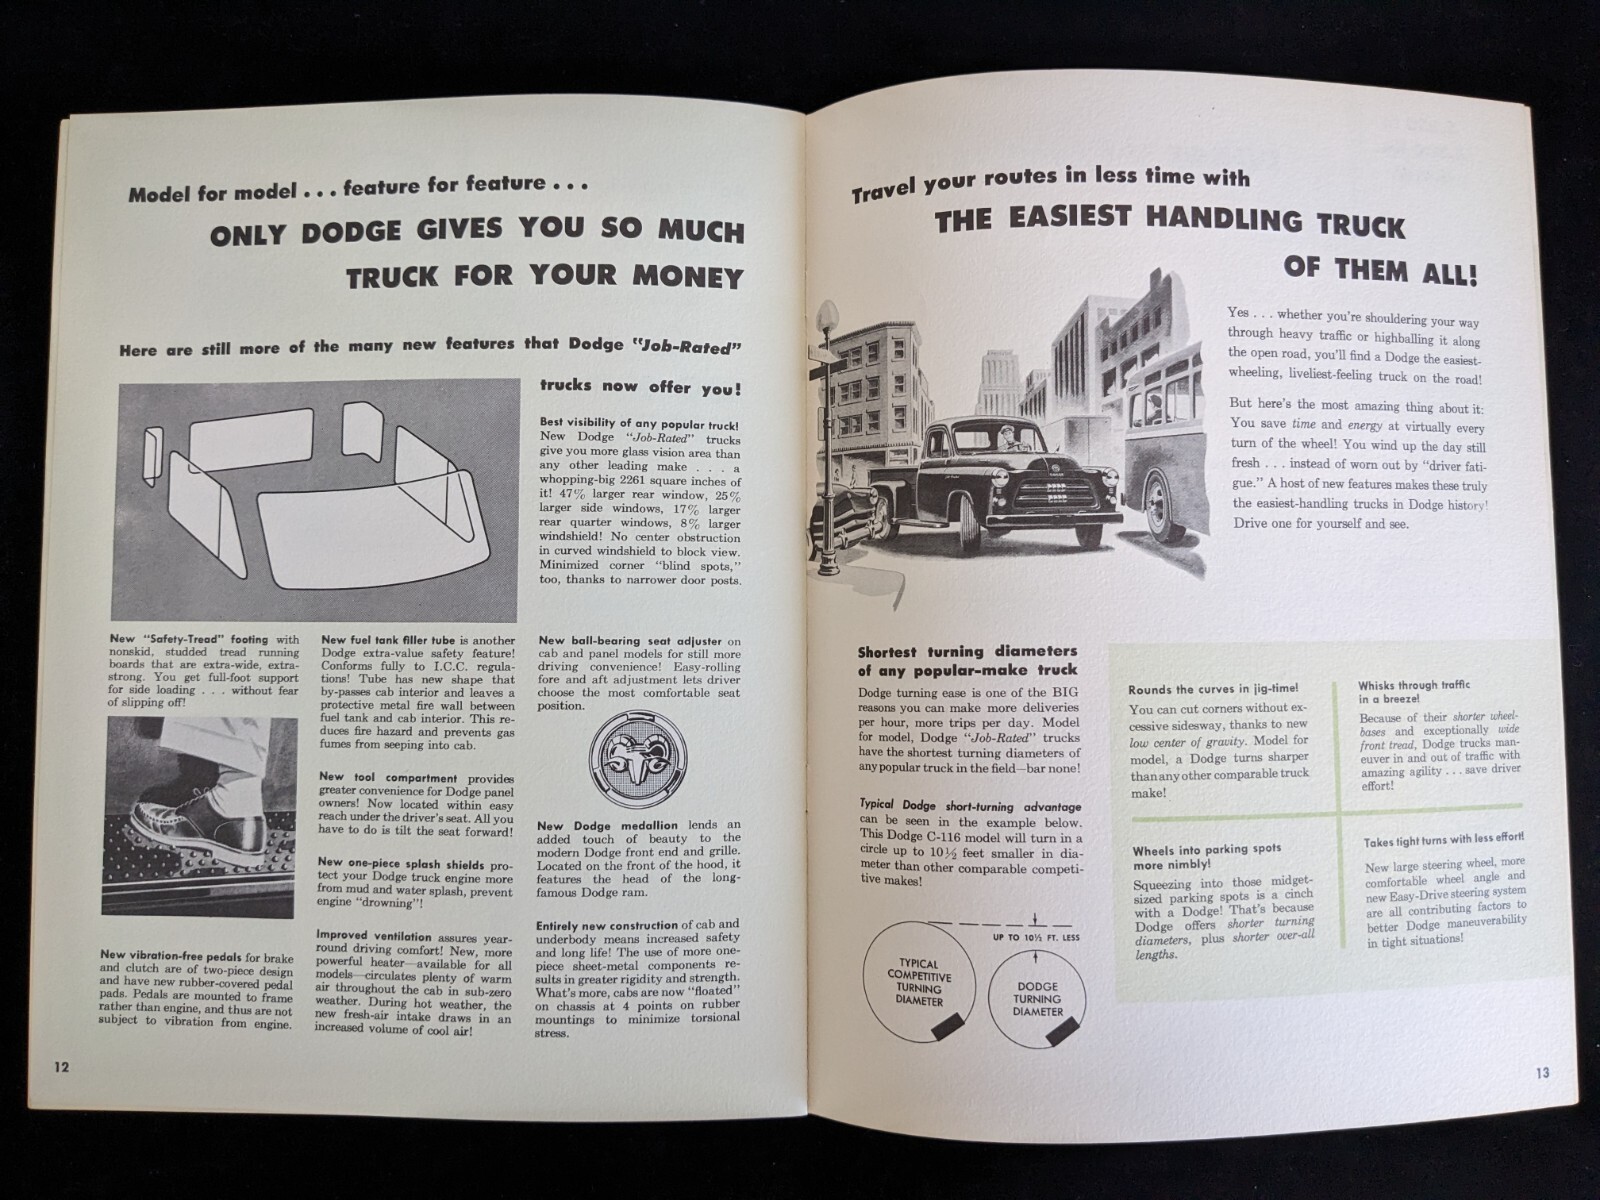 Model for model . . . feature for feature . . .
ONLY DODGE GIVES YOU SO MUCH
TRUCK FOR YOUR MONEY
Here are still more of the many new features that Dodge "Job-Rated"
trucks now offer you!
Best visibility of any popular truck!
New Dodge "Job-Rated" trucks
give you more glass vision area than
any other leading make . . . a
whopping-big 2261 square inches of
it! 47% larger rear window, 25%
larger side windows, 17% larger
rear quarter windows, 8% larger
windshield! No center obstruction
in curved windshield to block view.
Minimized corner "blind spots,"
too, thanks to narrower door posts.
New "Safety-Tread" footing with
nonskid, studded tread running
boards that are extra-wide, extra-
strong. You get full-foot support
for side loading . . . without fear
of slipping off!
New vibration-free pedals for brake
and clutch are of two-piece design
and have new rubber-covered pedal
pads. Pedals are mounted to frame
rather than engine, and thus are not
subject to vibration from engine.
New fuel tank filler tube is another
Dodge extra-value safety feature!
Conforms fully to I.C.C. regula-
tions! Tube has new shape that
by-passes cab interior and leaves a
protective metal fire wall between
fuel tank and cab interior. This re-
duces fire hazard and prevents gas
fumes from seeping into cab.
New tool compartment provides
greater convenience for Dodge panel
owners! Now located within easy
reach under the driver's seat. All you
have to do is tilt the seat forward!
New one-piece splash shields pro-
tect your Dodge truck engine more
from mud and water splash, prevent
engine "drowning"!
Improved ventilation assures year-
round driving comfort! New, more
powerful heater—available for all
models—circulates plenty of warm
air throughout the cab in sub-zero
weather. During hot weather, the
new fresh-air intake draws in an
increased volume of cool air!
New ball-bearing seat adjuster on
cab and panel models for still more
driving convenience! Easy-rolling
fore and aft adjustment lets driver
choose the most comfortable seat
position.
New Dodge medallion lends an
added touch of beauty to the
modern Dodge front end and grille.
Located on the front of the hood, it
features the head of the long-
famous Dodge ram.
Entirely new construction of cab and
underbody means increased safety
and long life! The use of more one-
piece sheet-metal components re-
sults in greater rigidity and strength.
What's more, cabs are now "floated"
on chassis at 4 points on rubber
mountings to minimize torsional
stress.
12
Travel your routes in less time with
THE EASIEST HANDLING TRUCK
OF THEM ALL!
Yes . . . whether you're shouldering your way
through heavy traffic or highballing it along
the open road, you'll find a Dodge the easiest-
wheeling, liveliest-feeling truck on the road!
But here's the most amazing thing about it:
You save time and energy at virtually every
turn of the wheel! You wind up the day still
fresh . . . instead of worn out by "driver fati-
gue." A host of new features makes these truly
the easiest-handling trucks in Dodge history!
Drive one for yourself and see.
Shortest turning diameters
of any popular-make truck
Dodge turning ease is one of the BIG
reasons you can make more deliveries
per hour, more trips per day. Model
for model, Dodge "Job-Rated" trucks
have the shortest turning diameters of
any popular truck in the field—bar none!
Typical Dodge short-turning advantage
can be seen in the example below.
This Dodge C-116 model will turn in a
circle up to 10½ feet smaller in dia-
meter than other comparable competi-
tive makes!
UP TO 10½ FT. LESS
TYPICAL
COMPETITIVE
TURNING
DIAMETER
DODGE
TURNING
DIAMETER
Rounds the curves in jig-time!
You can cut corners without ex-
cessive sidesway, thanks to new
low center of gravity. Model for
model, a Dodge turns sharper
than any other comparable truck
make!
Wheels into parking spots
more nimbly!
Squeezing into those midget-
sized parking spots is a cinch
with a Dodge! That's because
Dodge offers shorter turning
diameters, plus shorter over-all
lengths.
Whisks through traffic
in a breeze!
Because of their shorter wheel-
bases and exceptionally wide
front tread, Dodge trucks man-
euver in and out of traffic with
amazing agility . . . save driver
effort!
Takes tight turns with less effort!
New large steering wheel, more
comfortable wheel angle and
new Easy-Drive steering system
are all contributing factors to
better Dodge maneuverability
in tight situations!
13